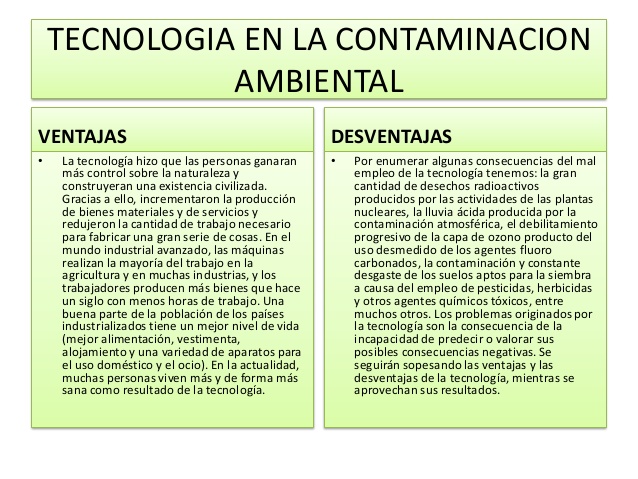 TECNOLOGIA EN LA CONTAMINACION
AMBIENTAL
VENTAJAS
• La tecnología hizo que las personas ganaran
más control sobre la naturaleza y
construyeran una existencia civilizada.
Gracias a ello, incrementaron la producción
de bienes materiales y de servicios y
redujeron la cantidad de trabajo necesario
para fabricar una gran serie de cosas. En el
mundo industrial avanzado, las máquinas
realizan la mayoría del trabajo en la
agricultura y en muchas industrias, y los
trabajadores producen más bienes que hace
un siglo con menos horas de trabajo. Una
buena parte de la población de los países
industrializados tiene un mejor nivel de vida
(mejor alimentación, vestimenta,
alojamiento y una variedad de aparatos para
el uso doméstico y el ocio). En la actualidad,
muchas personas viven más y de forma más
sana como resultado de la tecnología.
DESVENTAJAS
• Por enumerar algunas consecuencias del mal
empleo de la tecnología tenemos: la gran
cantidad de desechos radioactivos
producidos por las actividades de las plantas
nucleares, la lluvia ácida producida por la
contaminación atmosférica, el debilitamiento
progresivo de la capa de ozono producto del
uso desmedido de los agentes fluoro
carbonados, la contaminación y constante
desgaste de los suelos aptos para la siembra
a causa del empleo de pesticidas, herbicidas
y otros agentes químicos tóxicos, entre
muchos otros. Los problemas originados por
la tecnología son la consecuencia de la
incapacidad de predecir o valorar sus
posibles consecuencias negativas. Se
seguirán sopesando las ventajas y las
desventajas de la tecnología, mientras se
aprovechan sus resultados.